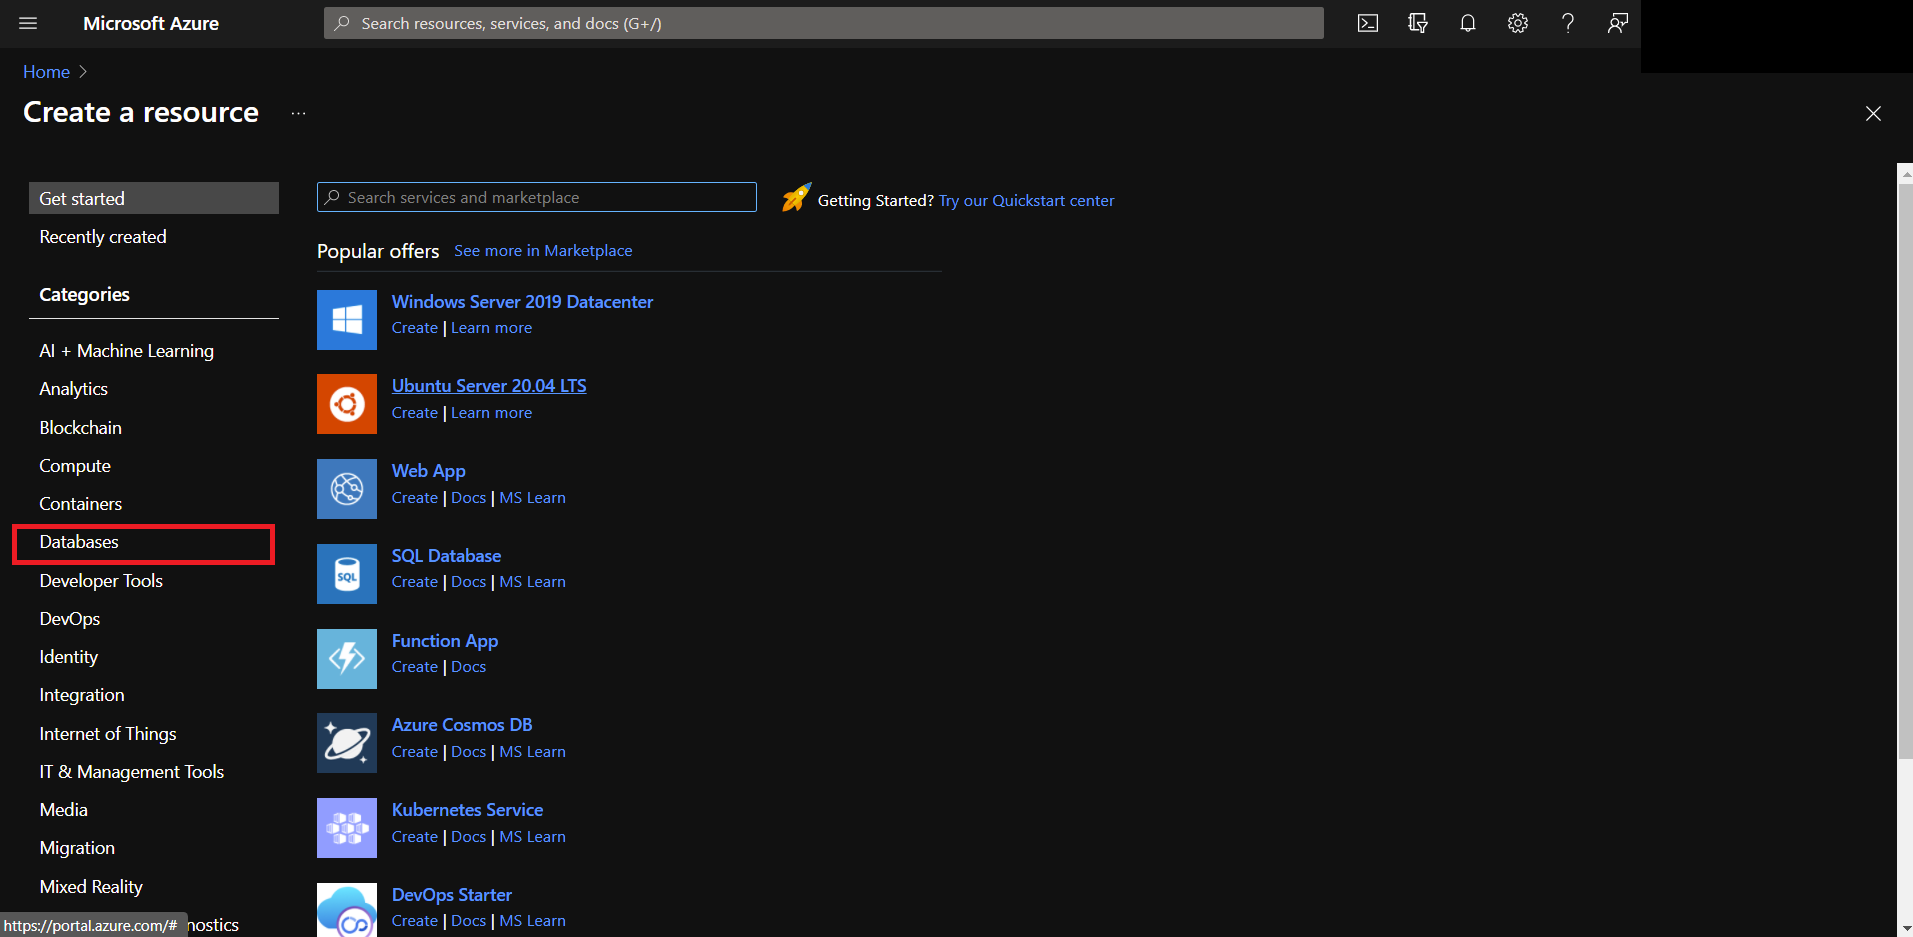 Microsoft Azure
Search resources, services, and docs (G+/)
Home
Create a resource
...
Get started
Recently created
Categories
AI + Machine Learning
Analytics
Blockchain
Compute
Containers
Databases
Developer Tools
DevOps
Identity
Integration
Internet of Things
IT & Management Tools
Media
Migration
Mixed Reality
nostics
https://portal.azure.com/#
Search services and marketplace
Getting Started? Try our Quickstart center
Popular offers See more in Marketplace
Windows Server 2019 Datacenter
Create | Learn more
Ubuntu Server 20.04 LTS
Create | Learn more
Web App
Create | Docs | MS Learn
SQL
SQL Database
Create | Docs | MS Learn
Function App
Create | Docs
Azure Cosmos DB
Create | Docs | MS Learn
Kubernetes Service
Create | Docs | MS Learn
DevOps Starter
Create | Docs | MS Learn